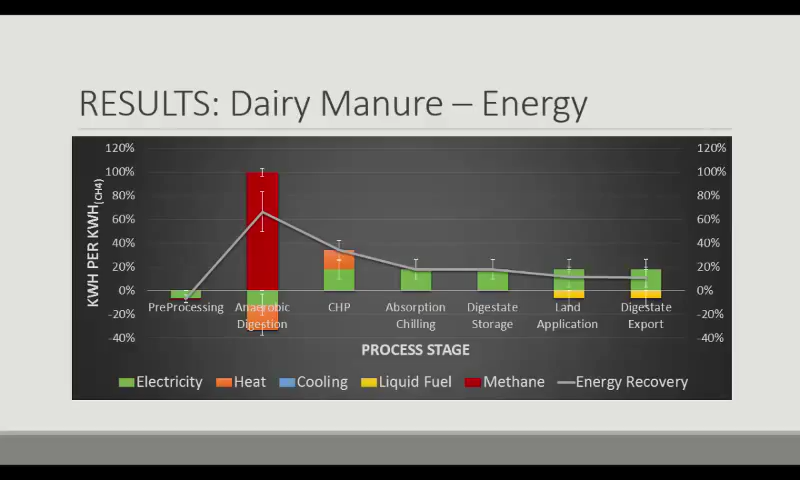 RESULTS: Dairy Manure – Energy
120%
100%
80%
60%
40%
20%
0%
-20%
-40%
120%
100%
80%
60%
40%
20%
0%
-20%
-40%
KWH PER KWH(CH4)
PreProcessing
Anaerobic
Digestion
CHP
Absorption
Chilling
Digestate
Storage
Land
Application
Digestate
Export
PROCESS STAGE
Electricity
Heat
Cooling
Liquid Fuel
Methane
Energy Recovery